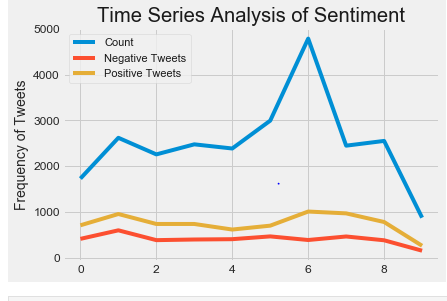 Time Series Analysis of Sentiment
Frequency of Tweets
5000
4000
3000
2000
1000
0
Count
Negative Tweets
Positive Tweets
0 2 4 6 8